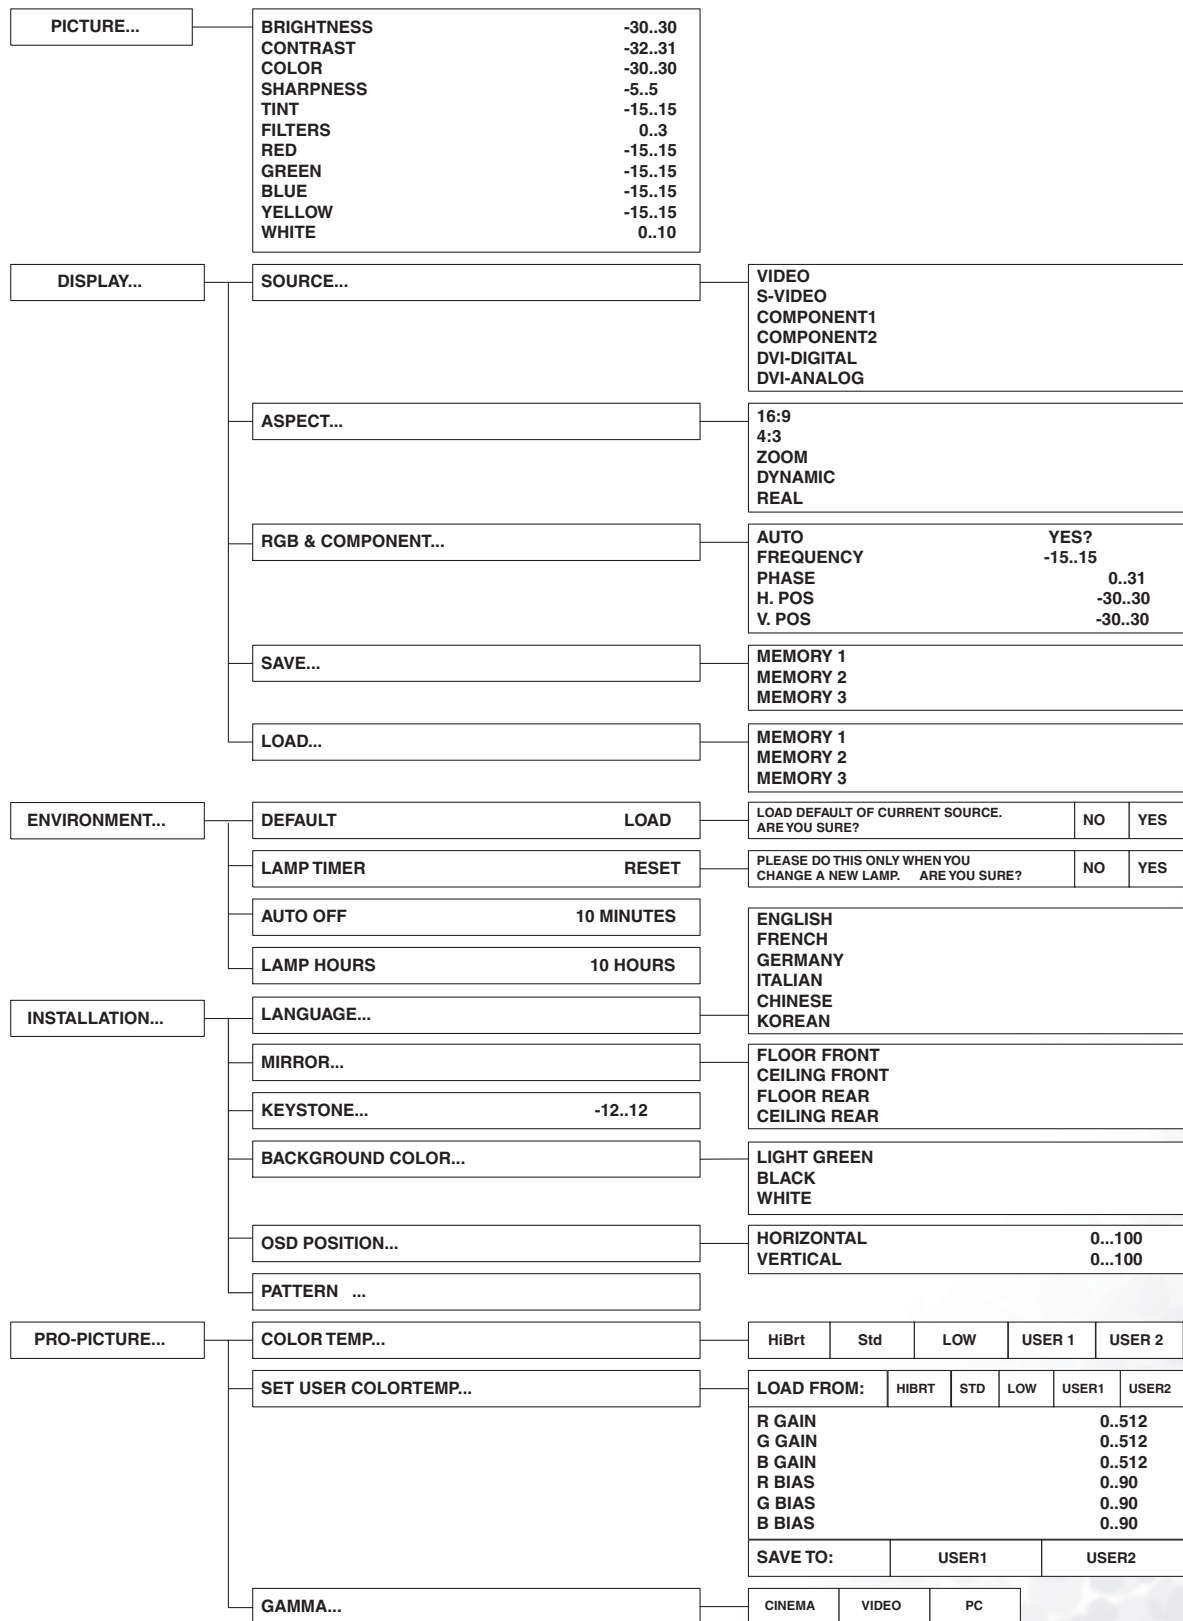 PICTURE...
BRIGHTNESS -30..30
CONTRAST -32..31
COLOR -30..30
SHARPNESS -5..5
TINT -15..15
FILTERS 0..3
RED -15..15
GREEN -15..15
BLUE -15..15
YELLOW -15..15
WHITE 0..10
DISPLAY...
SOURCE...
VIDEO
S-VIDEO
COMPONENT1
COMPONENT2
DVI-DIGITAL
DVI-ANALOG
ASPECT...
16:9
4:3
ZOOM
DYNAMIC
REAL
RGB & COMPONENT...
AUTO YES?
FREQUENCY -15..15
PHASE 0..31
H. POS -30..30
V. POS -30..30
SAVE...
MEMORY 1
MEMORY 2
MEMORY 3
LOAD...
MEMORY 1
MEMORY 2
MEMORY 3
ENVIRONMENT...
DEFAULT LOAD
LOAD DEFAULT OF CURRENT SOURCE.
ARE YOU SURE?
NO YES
LAMP TIMER RESET
PLEASE DO THIS ONLY WHEN YOU
CHANGE A NEW LAMP. ARE YOU SURE?
NO YES
AUTO OFF 10 MINUTES
LAMP HOURS 10 HOURS
INSTALLATION...
LANGUAGE...
ENGLISH
FRENCH
GERMANY
ITALIAN
CHINESE
KOREAN
MIRROR...
FLOOR FRONT
CEILING FRONT
FLOOR REAR
CEILING REAR
KEYSTONE... -12..12
BACKGROUND COLOR...
LIGHT GREEN
BLACK
WHITE
OSD POSITION...
HORIZONTAL 0...100
VERTICAL 0...100
PATTERN ...
PRO-PICTURE...
COLOR TEMP...
HiBrt Std LOW USER 1 USER 2
SET USER COLORTEMP...
LOAD FROM: HIBRT STD LOW USER1 USER2
R GAIN 0..512
G GAIN 0..512
B GAIN 0..512
R BIAS 0..90
G BIAS 0..90
B BIAS 0..90
SAVE TO: USER1 USER2
GAMMA...
CINEMA VIDEO PC